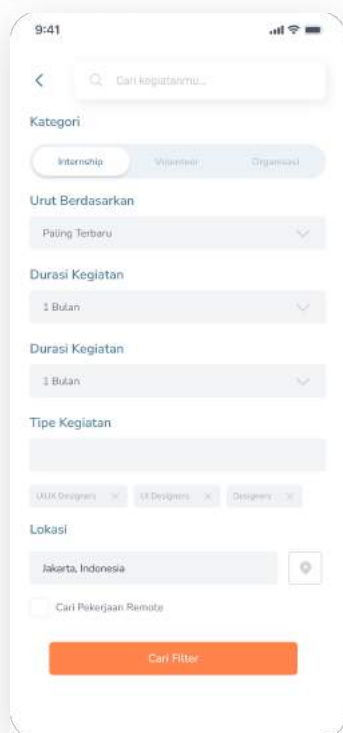 9:41
Cari kegiatanmu...
Kategori
Internship Volunteer Organisasi
Urut Berdasarkan
Paling Terbaru
Durasi Kegiatan
1 Bulan
Durasi Kegiatan
1 Bulan
Tipe Kegiatan
UI/UX Designers X UI Designers X Designers X
Lokasi
Jakarta, Indonesia
Cari Pekerjaan Remote
Cari Filter